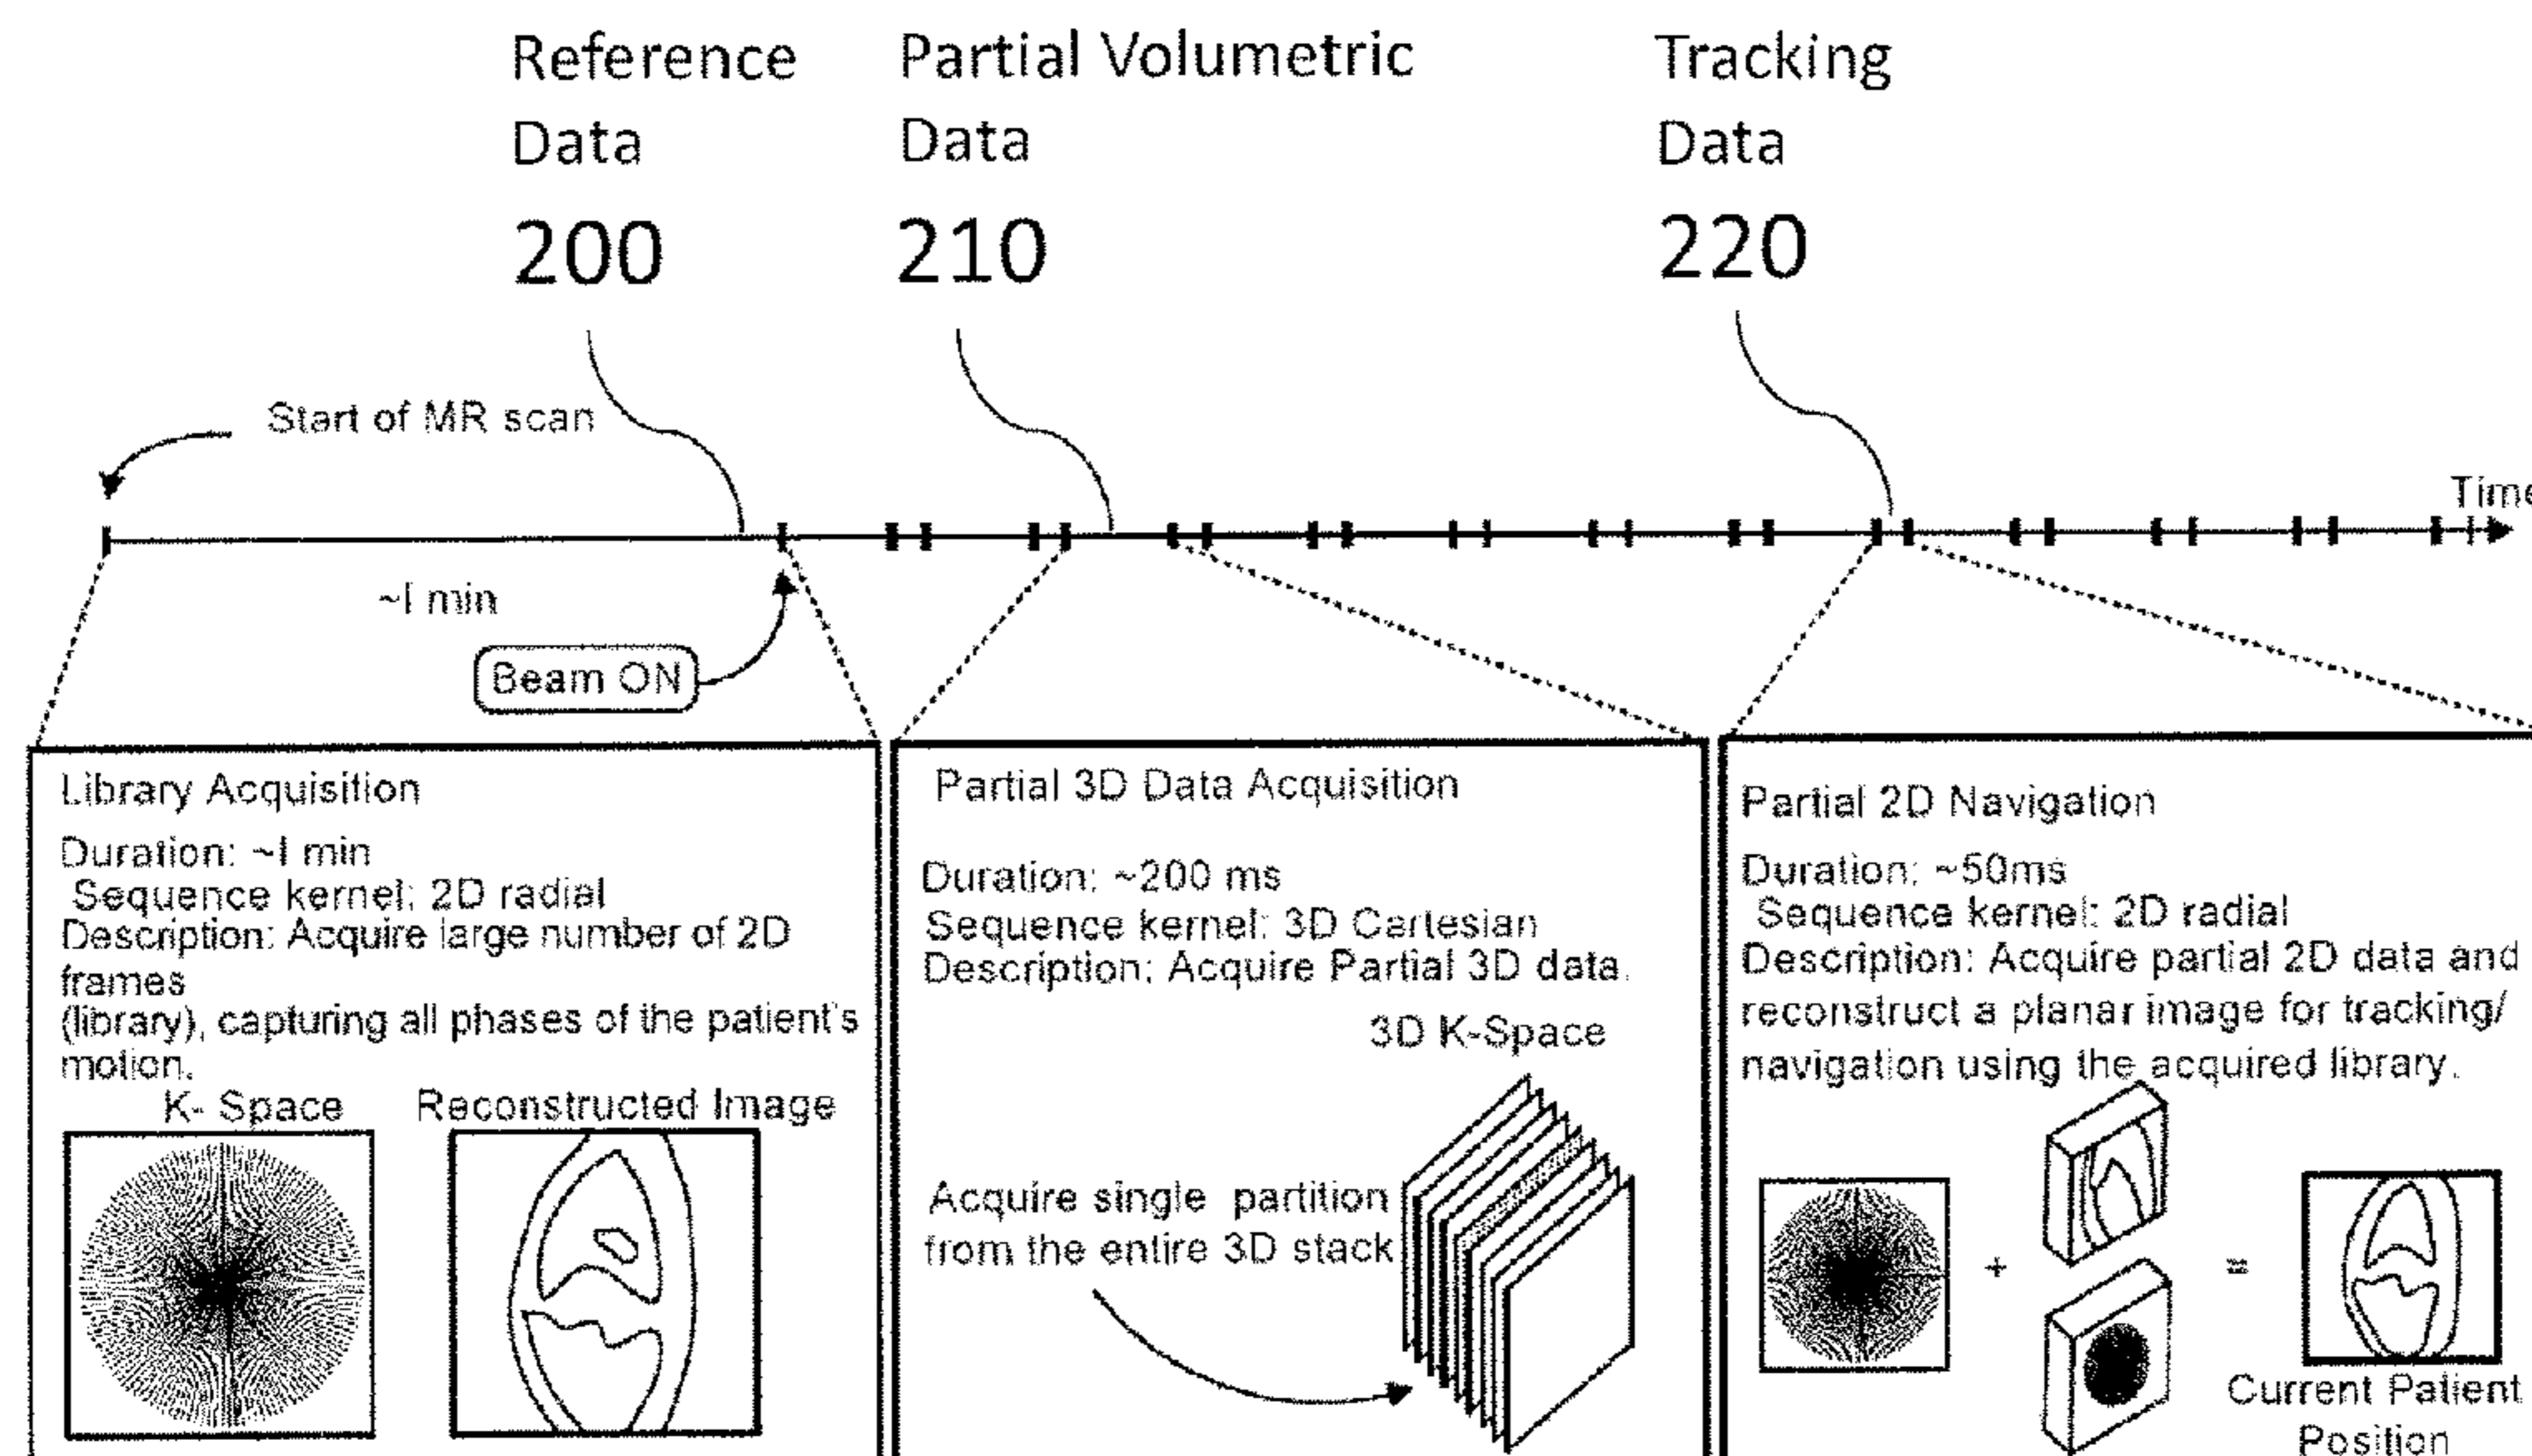 Reference
Data
200
Partial Volumetric
Data
210
Tracking
Data
220
Start of MR scan
Time
~1 min
Beam ON
Library Acquisition
Duration: ~1 min
Sequence kernel: 2D radial
Description: Acquire large number of 2D
frames
(library), capturing all phases of the patient's
motion.
K- Space
Reconstructed Image
Partial 3D Data Acquisition
Duration: ~200 ms
Sequence kernel: 3D Cartesian
Description: Acquire Partial 3D data.
3D K-Space
Acquire single partition
from the entire 3D stack
Partial 2D Navigation
Duration: ~50ms
Sequence kernel: 2D radial
Description: Acquire partial 2D data and
reconstruct a planar image for tracking/
navigation using the acquired library.
+
=
Current Patient
Position